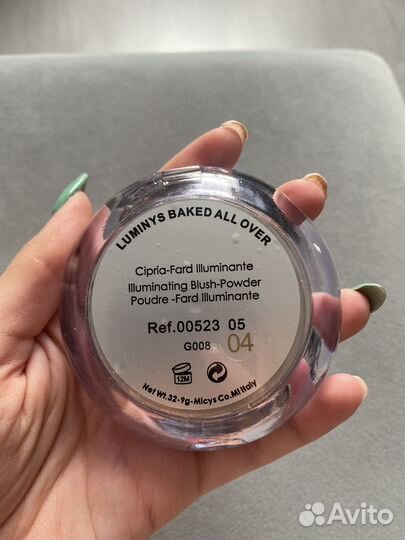 LUMINYS BAKED ALL OVER
Cipria-Fard Illuminante
Illuminating Blush-Powder
Poudre -Fard Illuminante
Ref.00523 05
G008 04
12M
Net Wt.32-9g-Micys Co.MI Italy
Avito